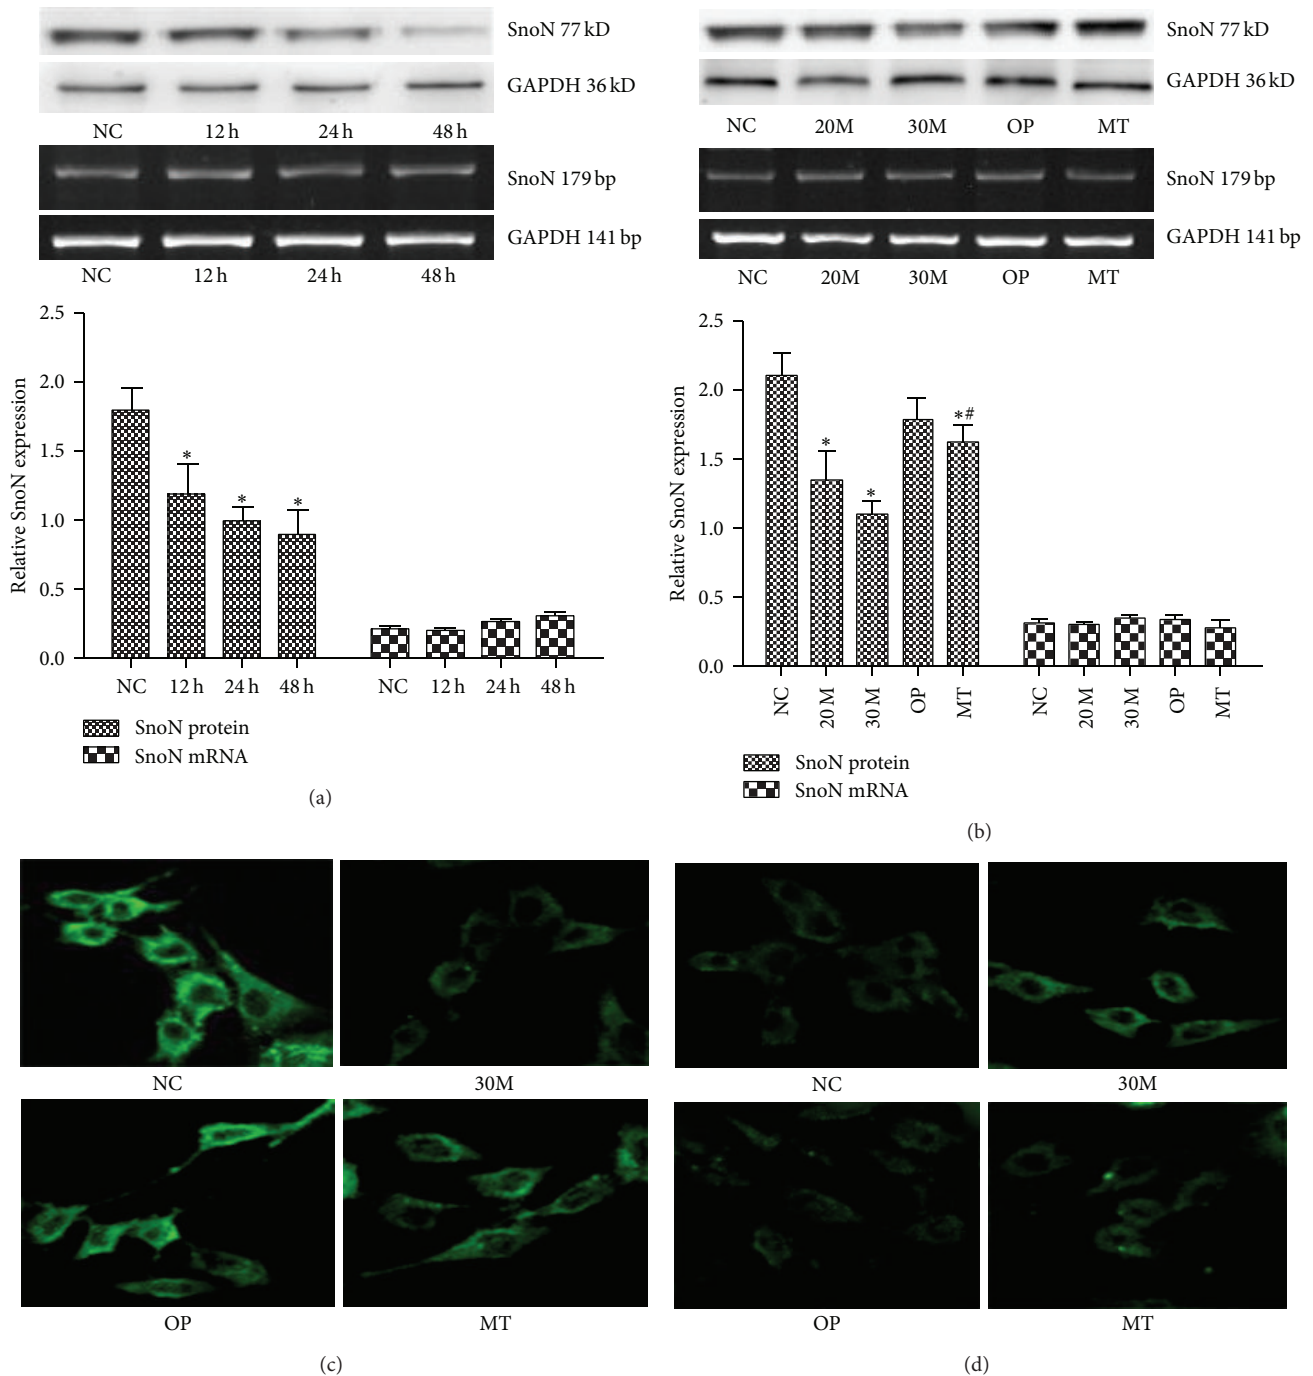 SnoN 77 kD
GAPDH 36 kD
NC 12 h 24 h 48 h
SnoN 179 bp
GAPDH 141 bp
NC 12 h 24 h 48 h
2.5
2.0
1.5
1.0
0.5
0.0
Relative SnoN expression
*
*
*
NC 12 h 24 h 48 h NC 12 h 24 h 48 h
SnoN protein
SnoN mRNA
(a)
SnoN 77 kD
GAPDH 36 kD
NC 20M 30M OP MT
SnoN 179 bp
GAPDH 141 bp
NC 20M 30M OP MT
2.5
2.0
1.5
1.0
0.5
0.0
Relative SnoN expression
*
*
*#
NC 20 M 30 M OP MT NC 20 M 30 M OP MT
SnoN protein
SnoN mRNA
(b)
NC 30M
OP MT
(c)
NC 30M
OP MT
(d)